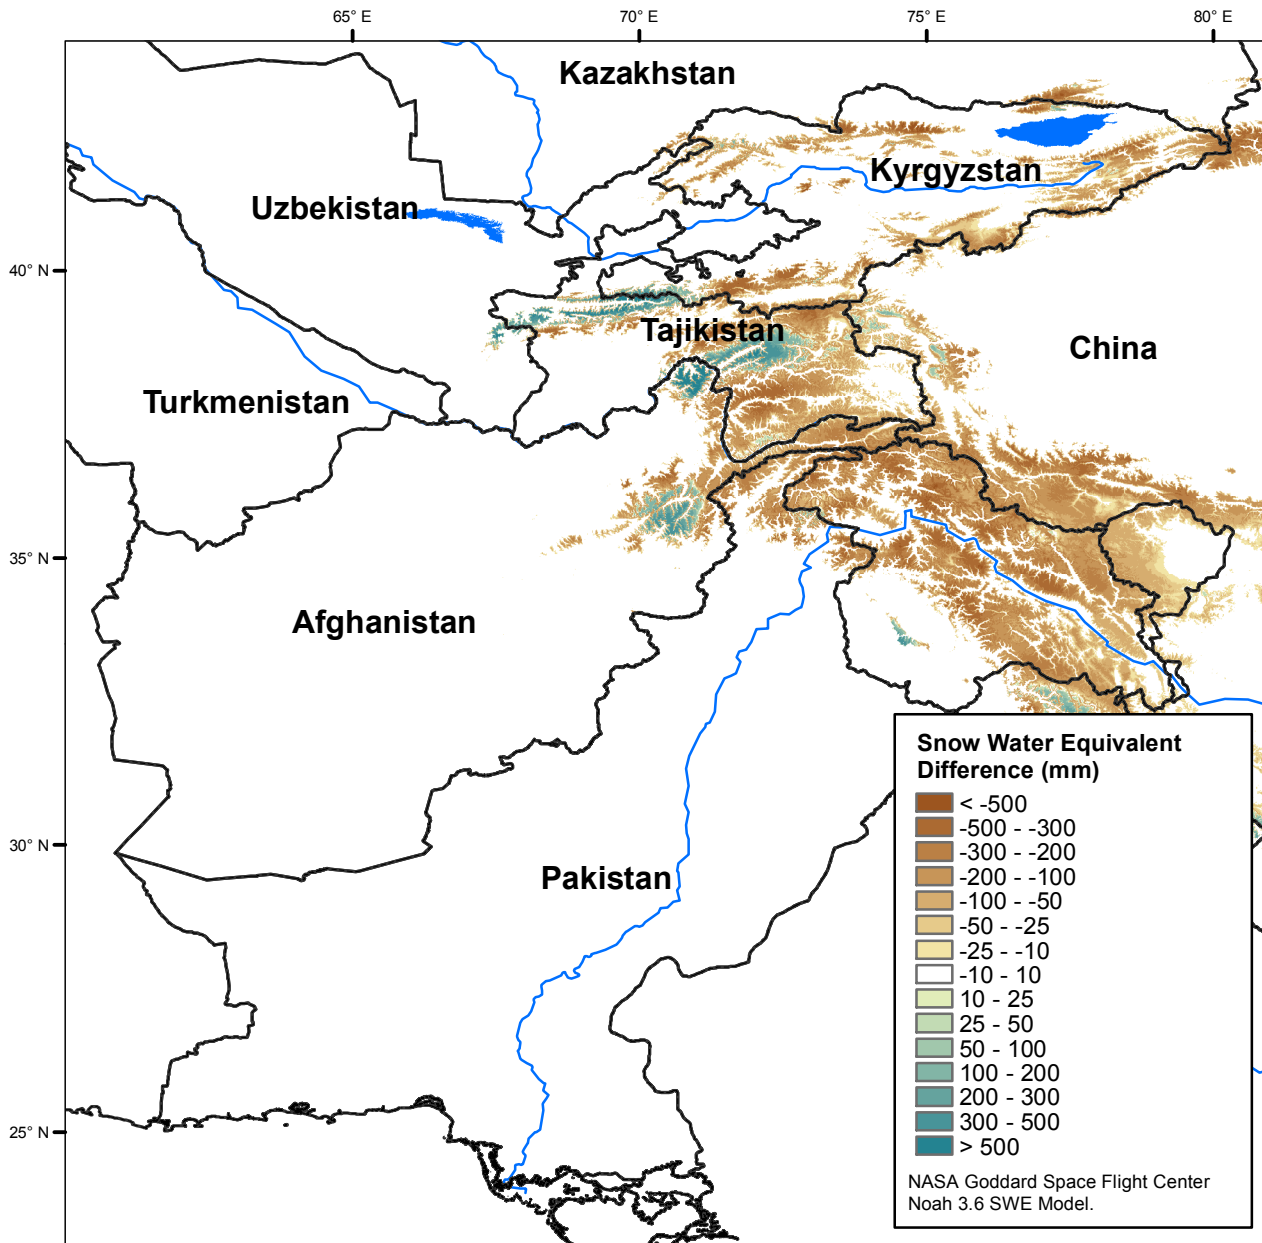 65° E
70° E
75° E
80° E
Kazakhstan
Kyrgyzstan
Uzbekistan
40° N
Tajikistan
China
Turkmenistan
35° N
Afghanistan
30° N
Pakistan
25° N
Snow Water Equivalent
Difference (mm)
< -500
-500 - -300
-300 - -200
-200 - -100
-100 - -50
-50 - -25
-25 - -10
-10 - 10
10 - 25
25 - 50
50 - 100
100 - 200
200 - 300
300 - 500
> 500
NASA Goddard Space Flight Center
Noah 3.6 SWE Model.